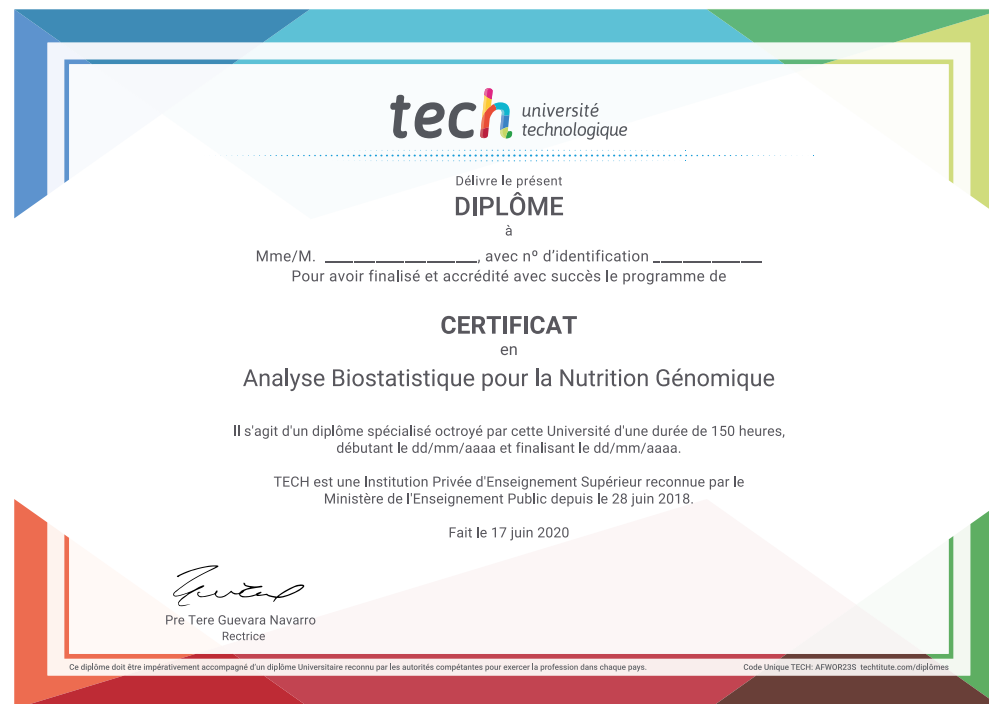 tech université
technologique
Délivre le présent
DIPLÔME
à
Mme/M. __________________, avec nº d’identification _____________
Pour avoir finalisé et accrédité avec succès le programme de
CERTIFICAT
en
Analyse Biostatistique pour la Nutrition Génomique
Il s'agit d'un diplôme spécialisé octroyé par cette Université d'une durée de 150 heures,
débutant le dd/mm/aaaa et finalisant le dd/mm/aaaa.
TECH est une Institution Privée d'Enseignement Supérieur reconnue par le
Ministère de l'Enseignement Public depuis le 28 juin 2018.
Fait le 17 juin 2020
Pre Tere Guevara Navarro
Rectrice
Ce diplôme doit être impérativement accompagné d'un diplôme Universitaire reconnu par les autorités compétantes pour exercer la profession dans chaque pays.
Code Unique TECH: AFWOR23S techtitute.com/diplômes